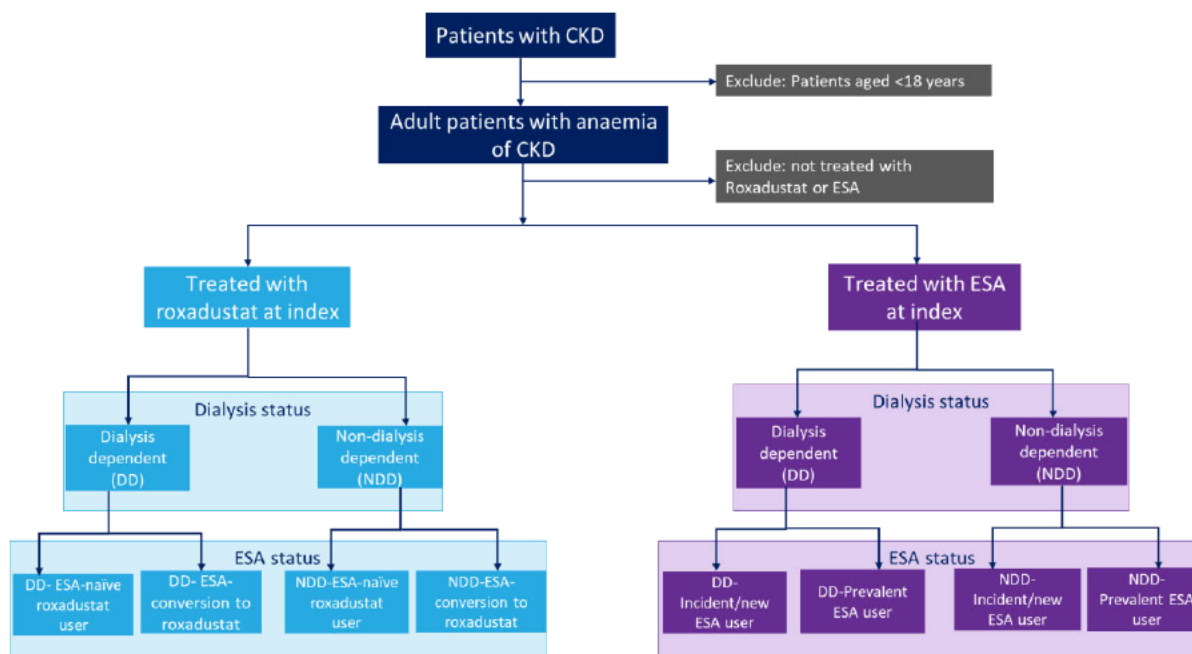 Patients with CKD
Exclude: Patients aged <18 years
Adult patients with anaemia
of CKD
Exclude: not treated with
Roxadustat or ESA
Treated with
roxadustat at index
Treated with ESA
at index
Dialysis status
Dialysis
dependent
(DD)
Non-dialysis
dependent
(NDD)
Dialysis status
Dialysis
dependent
(DD)
Non-dialysis
dependent
(NDD)
ESA status
DD- ESA-naïve
roxadustat
user
DD- ESA-
conversion to
roxadustat
NDD-ESA-naïve
roxadustat
user
NDD-ESA-
conversion to
roxadustat
ESA status
DD-
Incident/new
ESA user
DD-Prevalent
ESA user
NDD-
Incident/new
ESA user
NDD-
Prevalent ESA
user